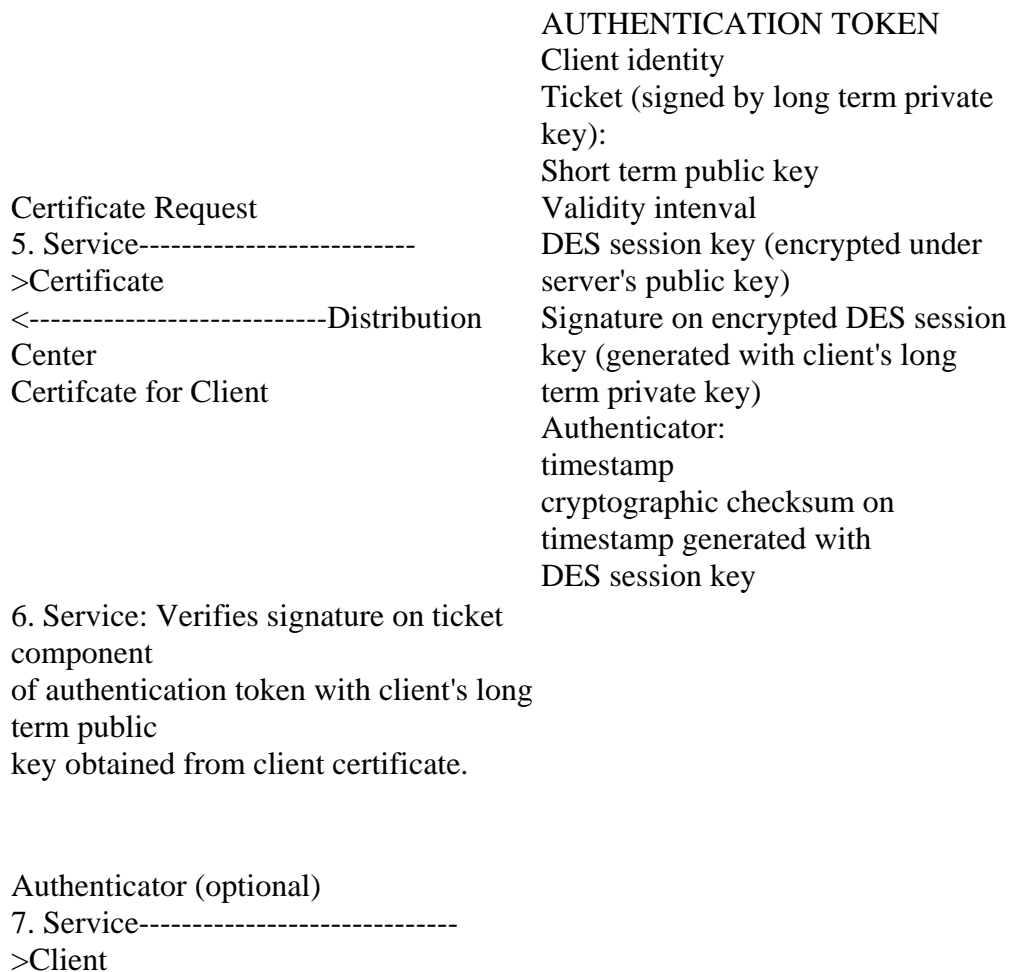 AUTHENTICATION TOKEN
Client identity
Ticket (signed by long term private
key):
Short term public key
Validity intenval
DES session key (encrypted under
server's public key)
Signature on encrypted DES session
key (generated with client's long
term private key)
Authenticator:
timestamp
cryptographic checksum on
timestamp generated with
DES session key
Certificate Request
5. Service--------------------------
>Certificate
<----------------------------Distribution
Center
Certifcate for Client
6. Service: Verifies signature on ticket
component
of authentication token with client's long
term public
key obtained from client certificate.
Authenticator (optional)
7. Service------------------------------
>Client